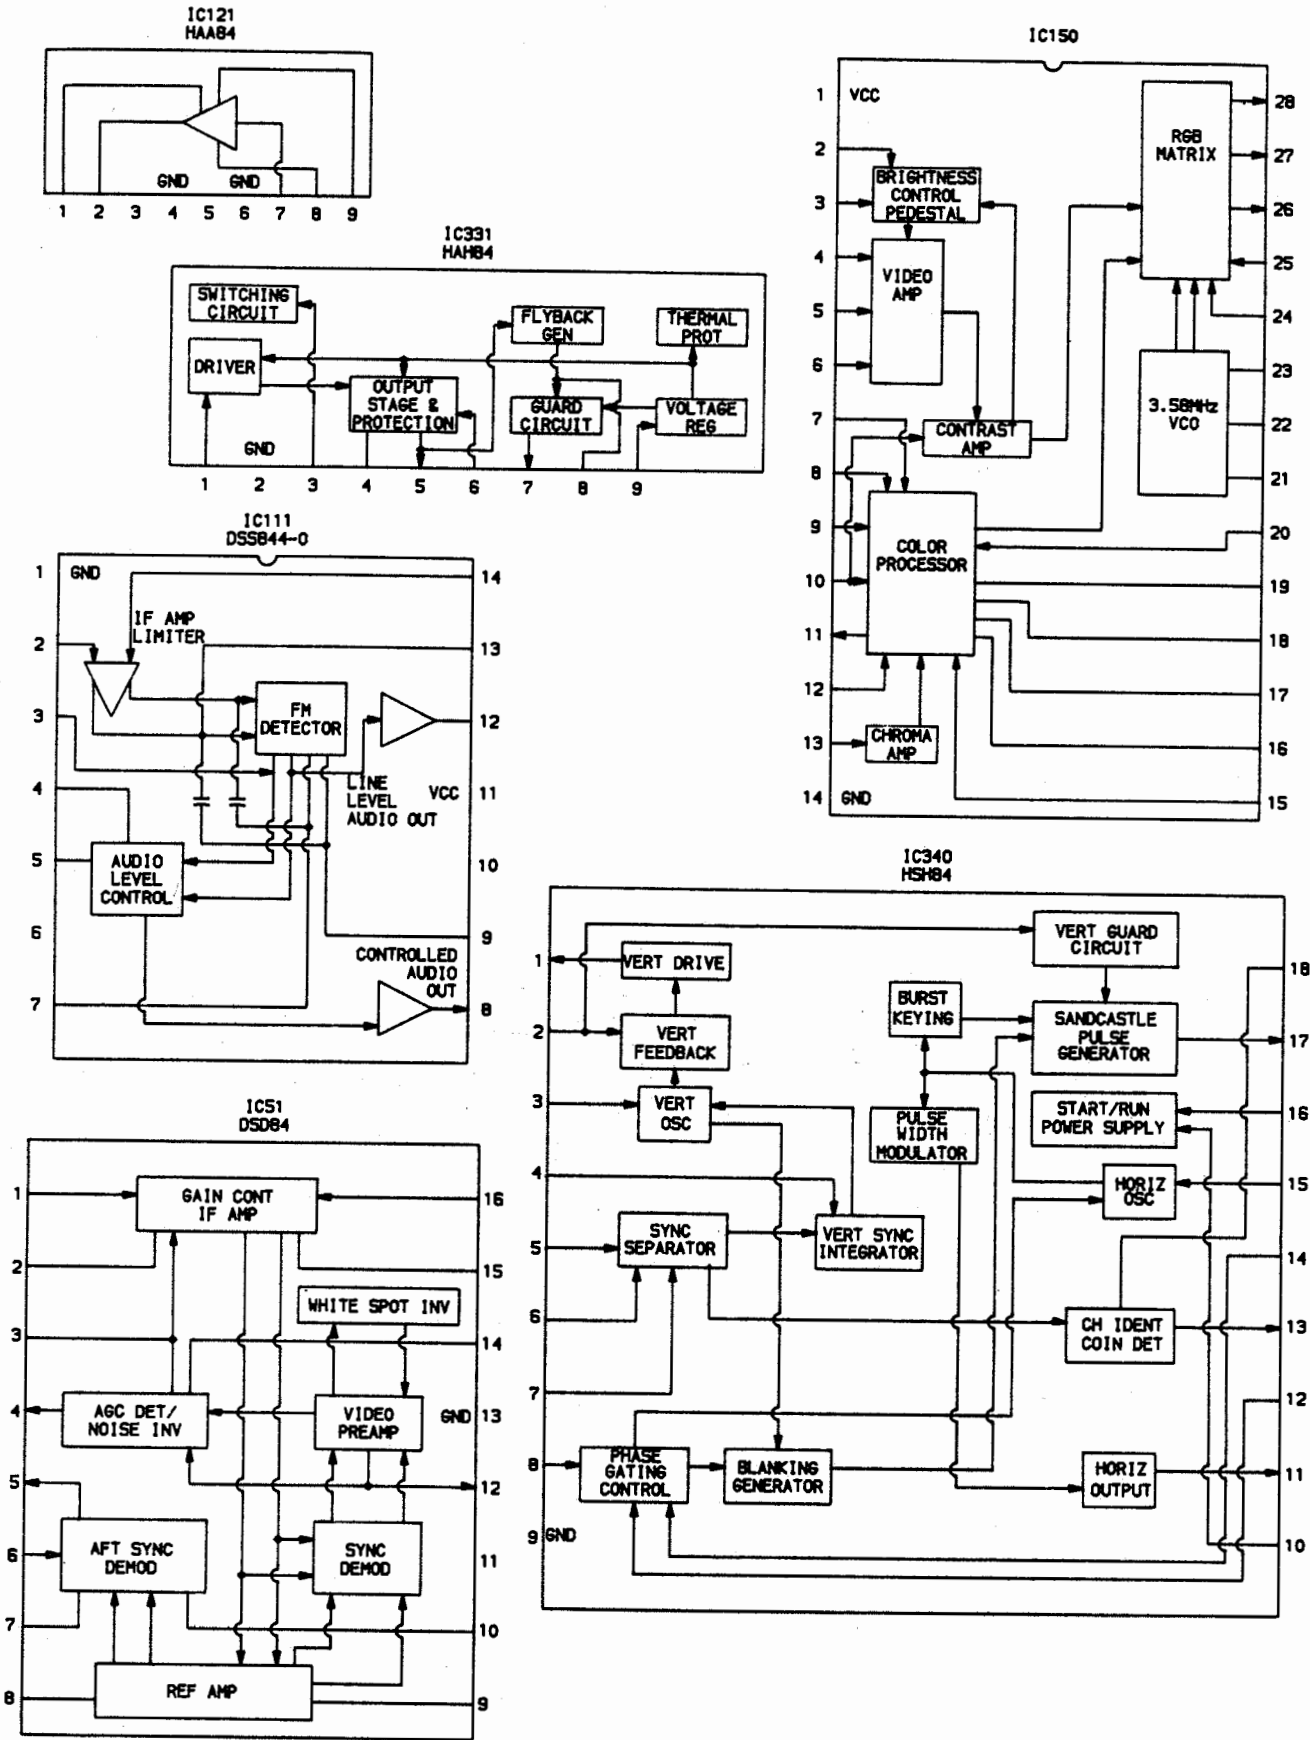 IC121
HAA84
GND
GND
1 2 3 4 5 6 7 8 9
IC331
HAH84
SWITCHING
CIRCUIT
FLYBACK
GEN
THERMAL
PROT
DRIVER
OUTPUT
STAGE &
PROTECTION
GUARD
CIRCUIT
VOLTAGE
REG
GND
1 2 3 4 5 6 7 8 9
IC150
1
VCC
2
3
4
5
6
7
8
9
10
11
12
13
14
GND
RGB
MATRIX
BRIGHTNESS
CONTROL
PEDESTAL
VIDEO
AMP
3.58MHz
VCO
CONTRAST
AMP
COLOR
PROCESSOR
CHROMA
AMP
28
27
26
25
24
23
22
21
20
19
18
17
16
15
IC111
DSS844-0
1
GND
2
3
4
5
6
7
IF AMP
LIMITER
FM
DETECTOR
LINE
LEVEL
AUDIO OUT
VCC
AUDIO
LEVEL
CONTROL
CONTROLLED
AUDIO
OUT
14
13
12
11
10
9
8
IC340
HSH84
1
2
3
4
5
6
7
8
9
GND
VERT GUARD
CIRCUIT
VERT DRIVE
BURST
KEYING
SANDCASTLE
PULSE
GENERATOR
VERT
FEEDBACK
VERT
OSC
PULSE
WIDTH
MODULATOR
START/RUN
POWER SUPPLY
HORIZ
OSC
SYNC
SEPARATOR
VERT SYNC
INTEGRATOR
CH IDENT
COIN DET
PHASE
GATING
CONTROL
BLANKING
GENERATOR
HORIZ
OUTPUT
18
17
16
15
14
13
12
11
10
IC51
DSD84
1
2
3
4
5
6
7
8
GAIN CONT
IF AMP
WHITE SPOT INV
AGC DET/
NOISE INV
VIDEO
PREAMP
GND
AFT SYNC
DEMOD
SYNC
DEMOD
REF AMP
16
15
14
13
12
11
10
9